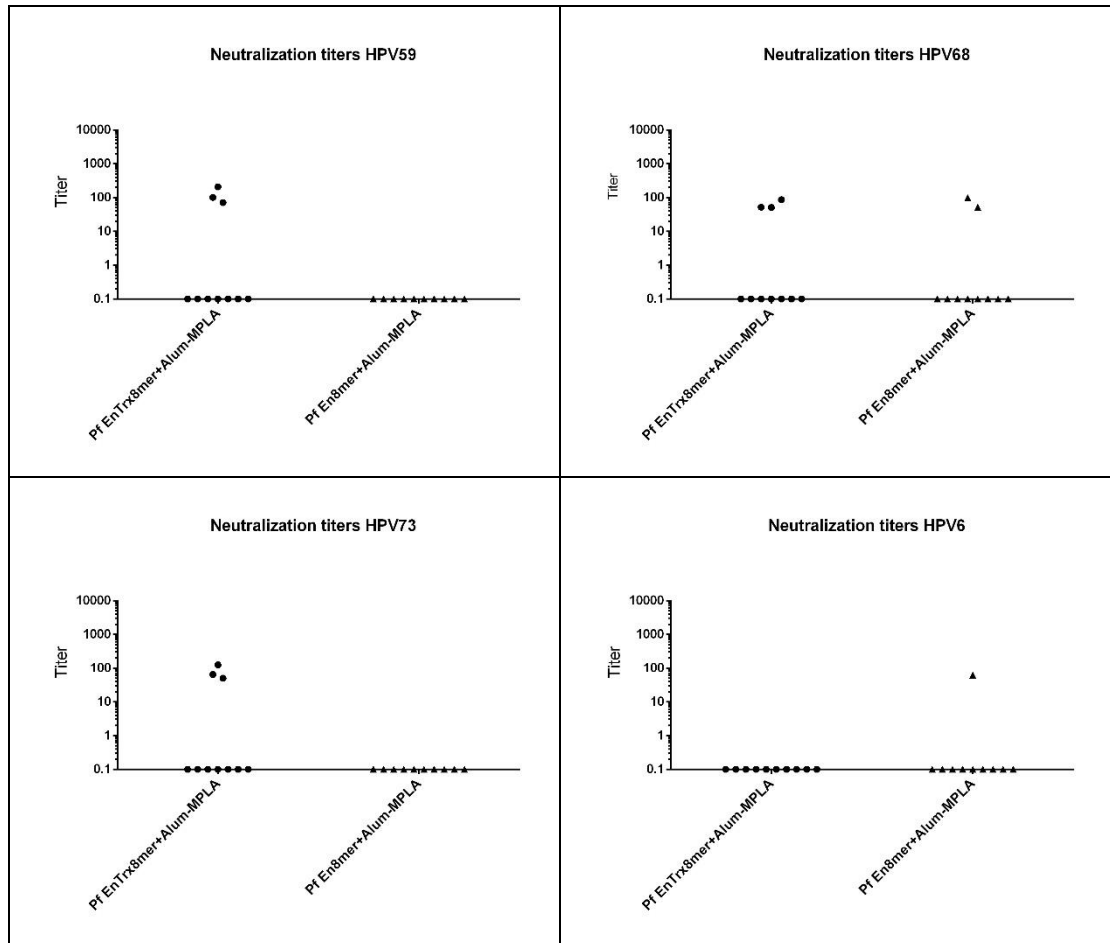 Neutralization titers HPV59
Titer
10000
1000
100
10
1
0.1
Pf EnTrx8mer+Alum-MPLA
Pf En8mer+Alum-MPLA
Neutralization titers HPV68
Titer
10000
1000
100
10
1
0.1
Pf EnTrx8mer+Alum-MPLA
Pf En8mer+Alum-MPLA
Neutralization titers HPV73
Titer
10000
1000
100
10
1
0.1
Pf EnTrx8mer+Alum-MPLA
Pf En8mer+Alum-MPLA
Neutralization titers HPV6
Titer
10000
1000
100
10
1
0.1
Pf EnTrx8mer+Alum-MPLA
Pf En8mer+Alum-MPLA